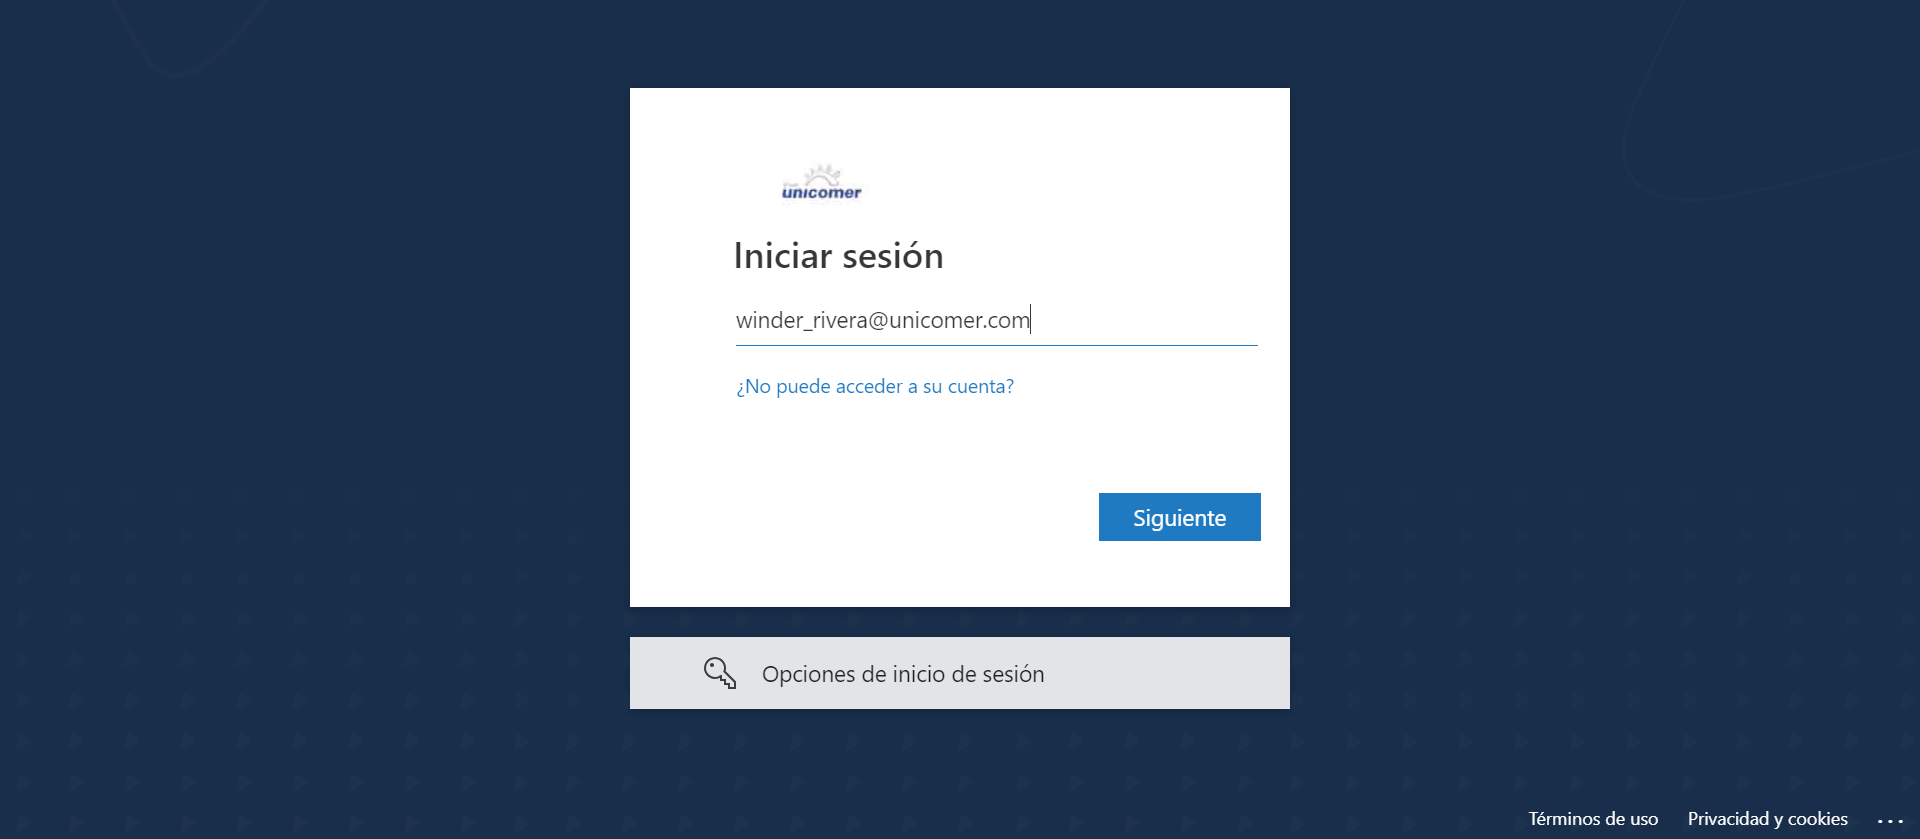 unicomer
Iniciar sesión
winder_rivera@unicomer.com
¿No puede acceder a su cuenta?
Siguiente
Opciones de inicio de sesión
Términos de uso Privacidad y cookies ...